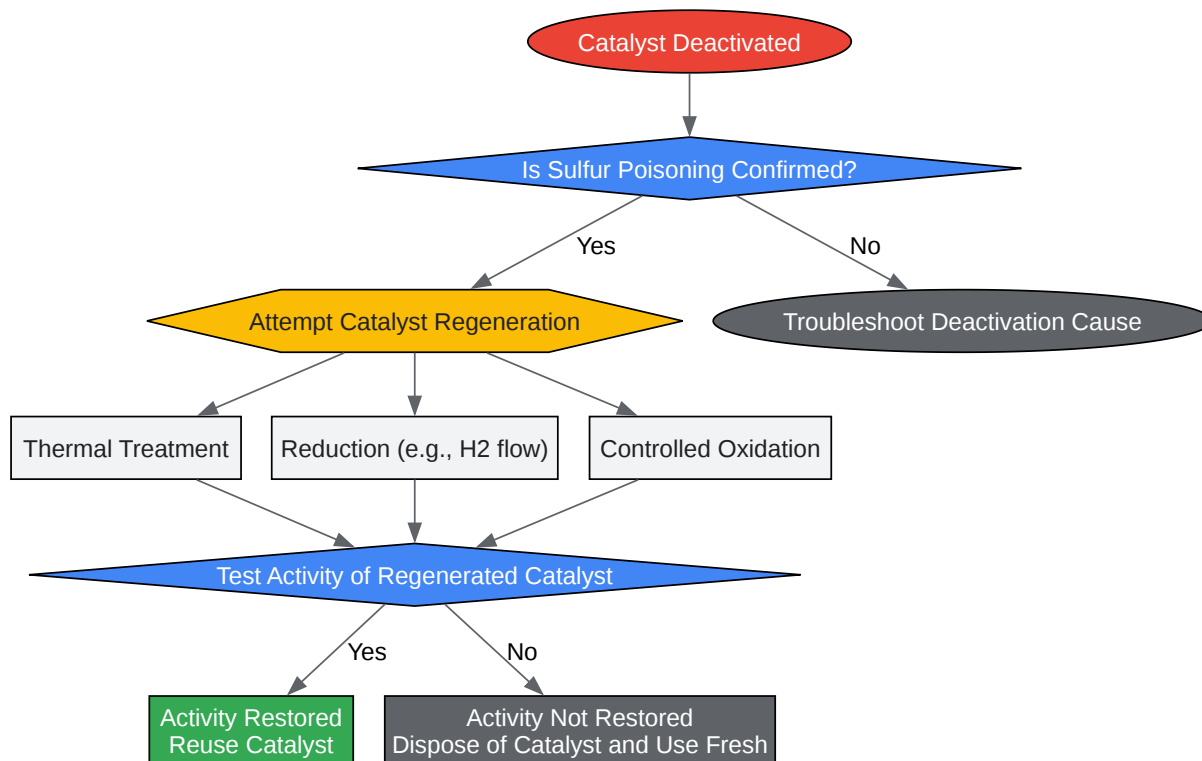 Catalyst Deactivated
Is Sulfur Poisoning Confirmed?
Yes
No
Attempt Catalyst Regeneration
Troubleshoot Deactivation Cause
Thermal Treatment
Reduction (e.g., H2 flow)
Controlled Oxidation
Test Activity of Regenerated Catalyst
Yes
No
Activity Restored
Reuse Catalyst
Activity Not Restored
Dispose of Catalyst and Use Fresh